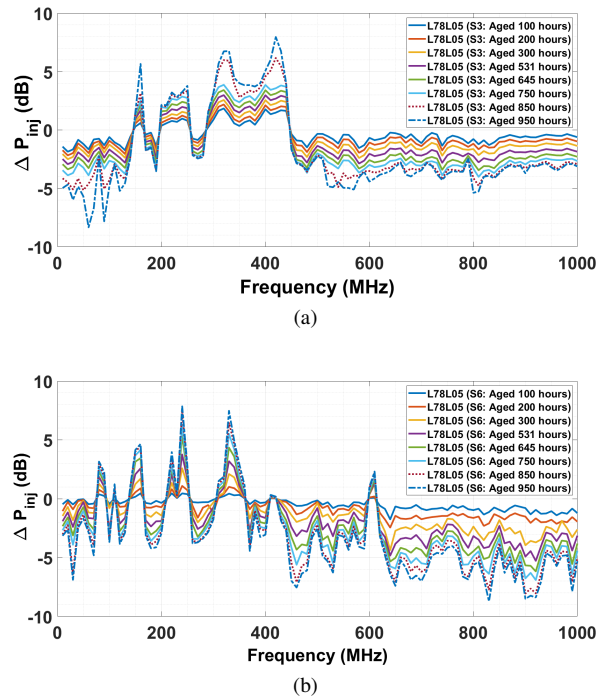 10
5
0
-5
-10
Δ P_inj (dB)
L78L05 (S3: Aged 100 hours)
L78L05 (S3: Aged 200 hours)
L78L05 (S3: Aged 300 hours)
L78L05 (S3: Aged 531 hours)
L78L05 (S3: Aged 645 hours)
L78L05 (S3: Aged 750 hours)
L78L05 (S3: Aged 850 hours)
L78L05 (S3: Aged 950 hours)
0 200 400 600 800 1000
Frequency (MHz)
(a)
10
5
0
-5
-10
Δ P_inj (dB)
L78L05 (S6: Aged 100 hours)
L78L05 (S6: Aged 200 hours)
L78L05 (S6: Aged 300 hours)
L78L05 (S6: Aged 531 hours)
L78L05 (S6: Aged 645 hours)
L78L05 (S6: Aged 750 hours)
L78L05 (S6: Aged 850 hours)
L78L05 (S6: Aged 950 hours)
0 200 400 600 800 1000
Frequency (MHz)
(b)